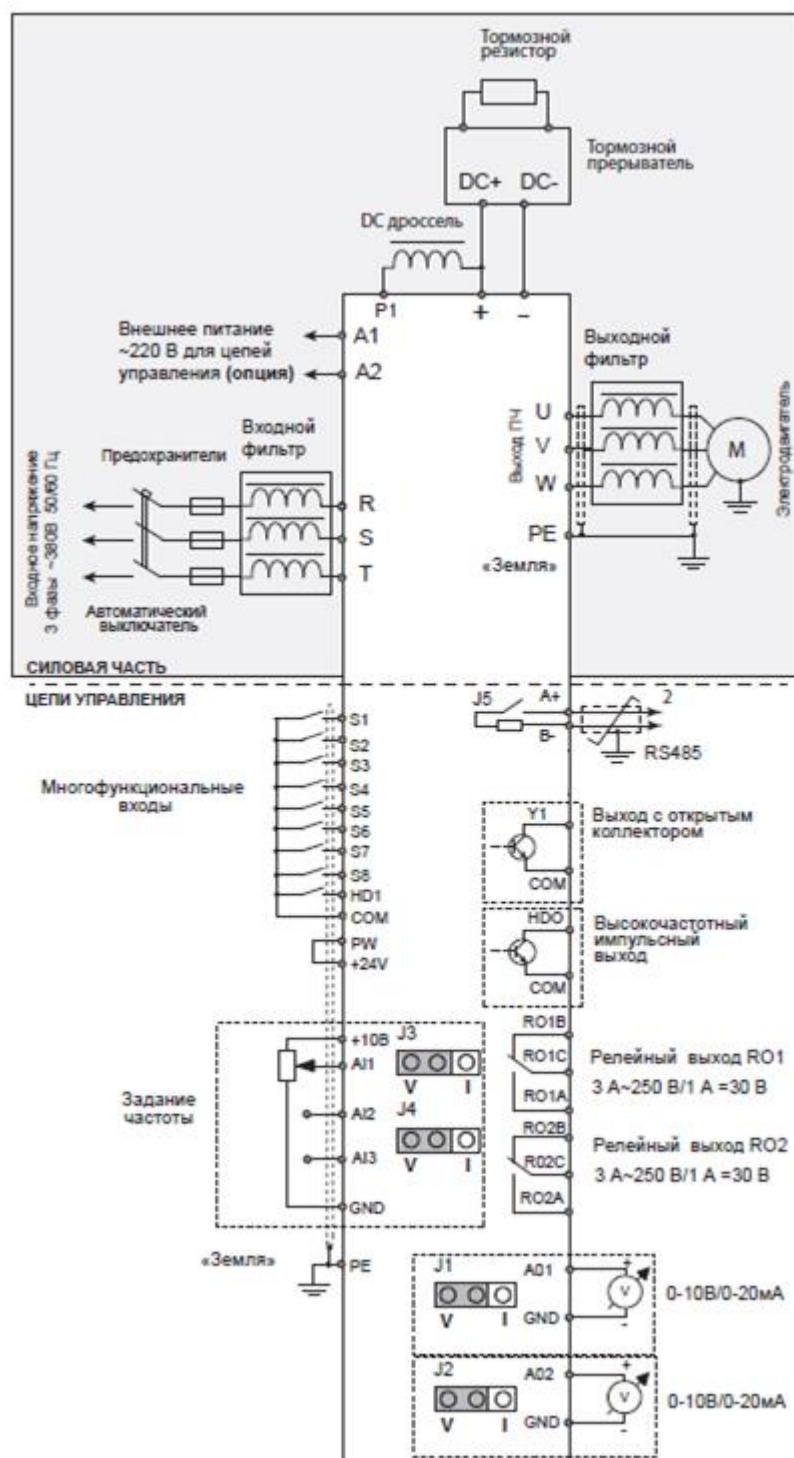 Тормозной
резистор
Тормозной
прерыватель
DC+ DC-
DC дроссель
P1 + -
Внешнее питание
~220 В для цепей
управления (опция)
A1
A2
Выходной
фильтр
Выход ПЧ
U
V
W
M
Электродвигатель
PE
«Земля»
Входное напряжение
3 фазы ~380В 50/60 Гц
Предохранители
Входной
фильтр
R
S
T
Автоматический
выключатель
СИЛОВАЯ ЧАСТЬ
ЦЕПИ УПРАВЛЕНИЯ
Многофункциональные
входы
S1
S2
S3
S4
S5
S6
S7
S8
HD1
COM
PW
+24V
J5
A+
B-
2
RS485
Y1
COM
Выход с открытым
коллектором
HDO
COM
Высокочастотный
импульсный
выход
Задание
частоты
+10В
AI1
AI2
AI3
GND
J3
V I
J4
V I
RO1B
RO1C
RO1A
Релейный выход RO1
3 А~250 В/1 А =30 В
RO2B
R02C
RO2A
Релейный выход RO2
3 А~250 В/1 А =30 В
«Земля»
PE
J1
V I
A01
GND
+
V
-
0-10В/0-20мА
J2
V I
A02
GND
+
V
-
0-10В/0-20мА